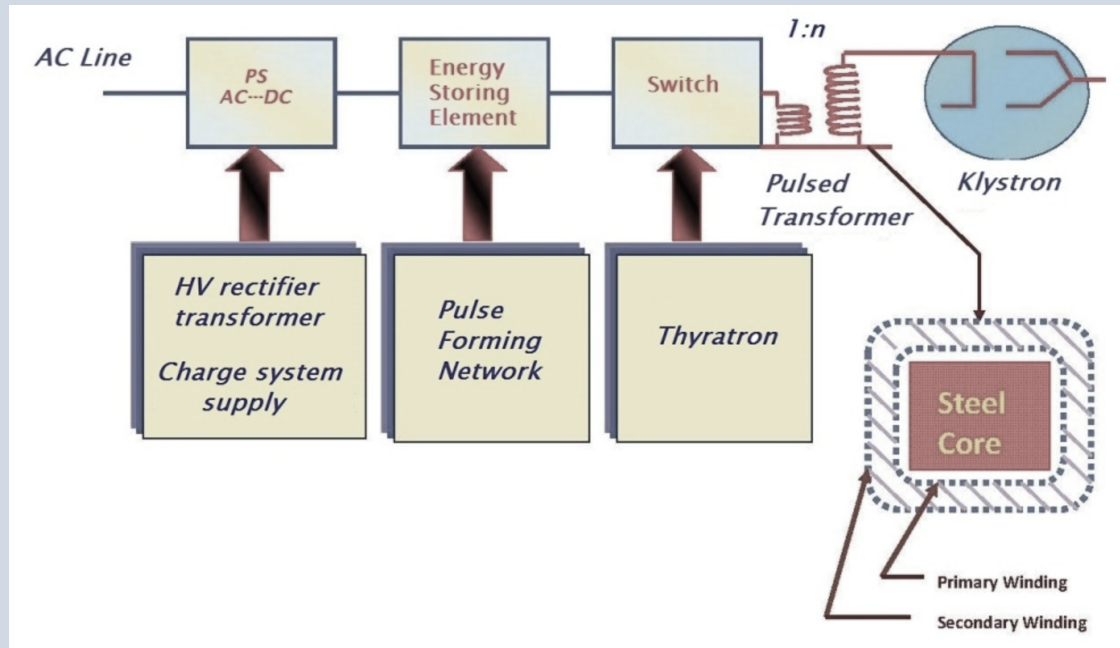 AC Line
PS
AC---DC
Energy
Storing
Element
Switch
1:n
Pulsed
Transformer
Klystron
HV rectifier
transformer
Charge system
supply
Pulse
Forming
Network
Thyratron
Steel
Core
Primary Winding
Secondary Winding